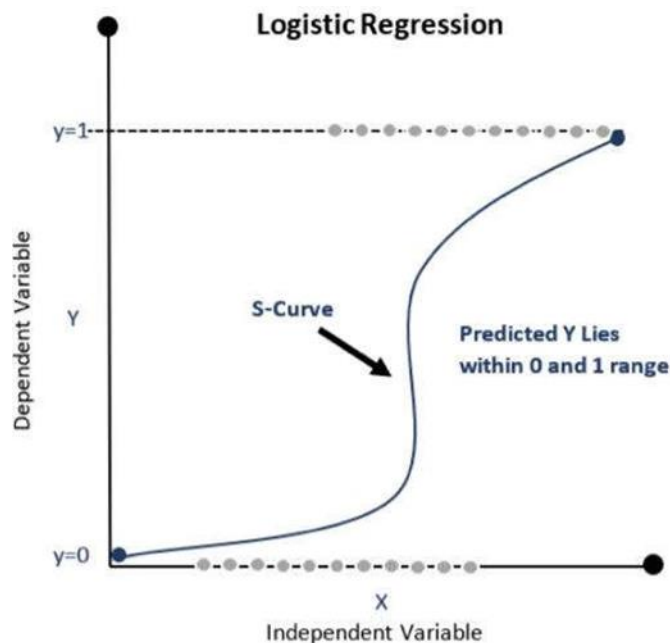 Logistic Regression
y=1
Dependent Variable
Y
S-Curve
Predicted Y Lies
within 0 and 1 range
y=0
X
Independent Variable